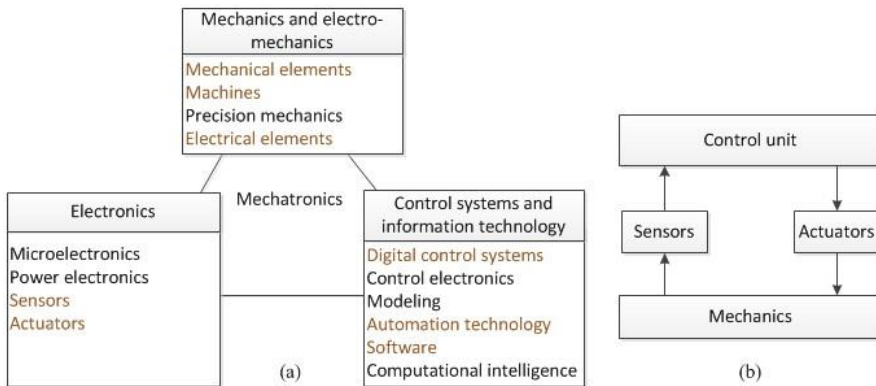 Mechanics and electro-
mechanics
Mechanical elements
Machines
Precision mechanics
Electrical elements
Mechatronics
Electronics
Microelectronics
Power electronics
Sensors
Actuators
Control systems and
information technology
Digital control systems
Control electronics
Modeling
Automation technology
Software
Computational intelligence
(a)
Control unit
Sensors
Actuators
Mechanics
(b)